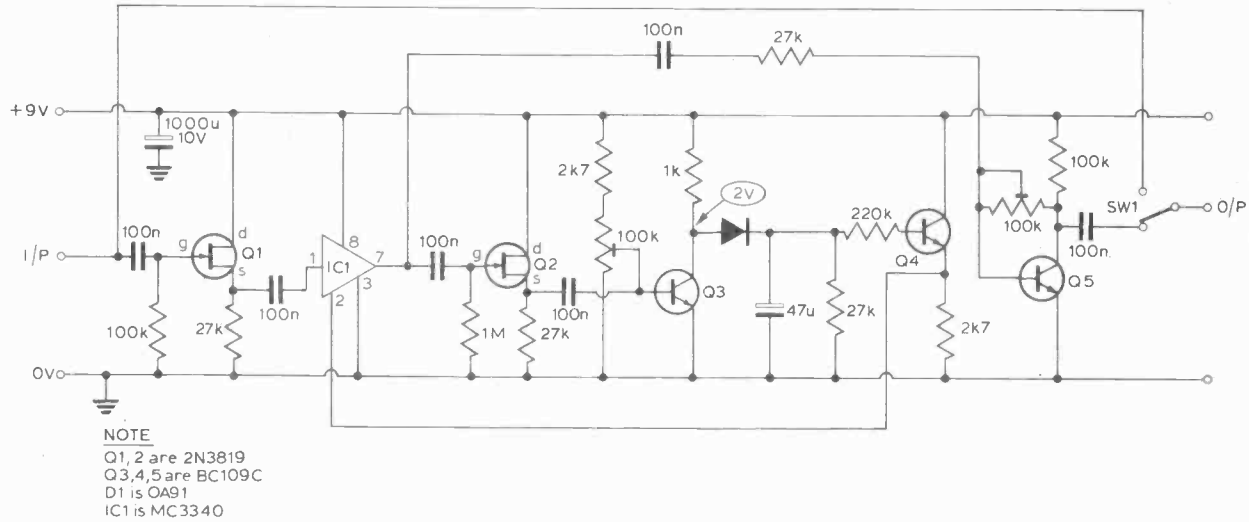 100n
27k
+9V
1000u
10V
2k7
1k
2V
100k
SW1
O/P
220k
100k
100n
g
d
Q1
s
8
1
IC1
7
2
3
100n
g
d
Q2
s
100k
Q3
Q4
100n.
Q5
I/P
100n
100n
47u
27k
2k7
100k
27k
1M
27k
0V
NOTE
Q1, 2 are 2N3819
Q3,4,5 are BC109C
D1 is OA91
IC1 is MC3340